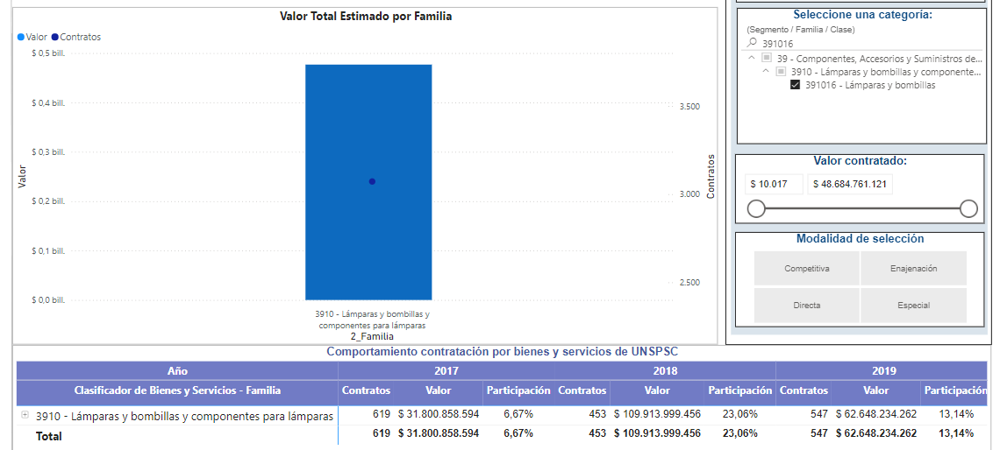 Valor Total Estimado por Familia
Valor Contratos
$ 0,5 bill.
$ 0,4 bill.
$ 0,3 bill.
$ 0,2 bill.
$ 0,1 bill.
$ 0,0 bill.
Valor
3.500
3.000
2.500
Contratos
3910 - Lámparas y bombillas y
componentes para lámparas
2_Familia
Seleccione una categoría:
(Segmento / Familia / Clase)
391016
39 - Componentes, Accesorios y Suministros de...
3910 - Lámparas y bombillas y componente...
391016 - Lámparas y bombillas
Valor contratado:
$ 10.017 $ 48.684.761.121
Modalidad de selección
Competitiva Enajenación
Directa Especial
Comportamiento contratación por bienes y servicios de UNSPSC
Año 2017 2018 2019
Clasificador de Bienes y Servicios - Familia Contratos Valor Participación Contratos Valor Participación Contratos Valor Participación
3910 - Lámparas y bombillas y componentes para lámparas 619 $ 31.800.858.594 6,67% 453 $ 109.913.999.456 23,06% 547 $ 62.648.234.262 13,14%
Total 619 $ 31.800.858.594 6,67% 453 $ 109.913.999.456 23,06% 547 $ 62.648.234.262 13,14%